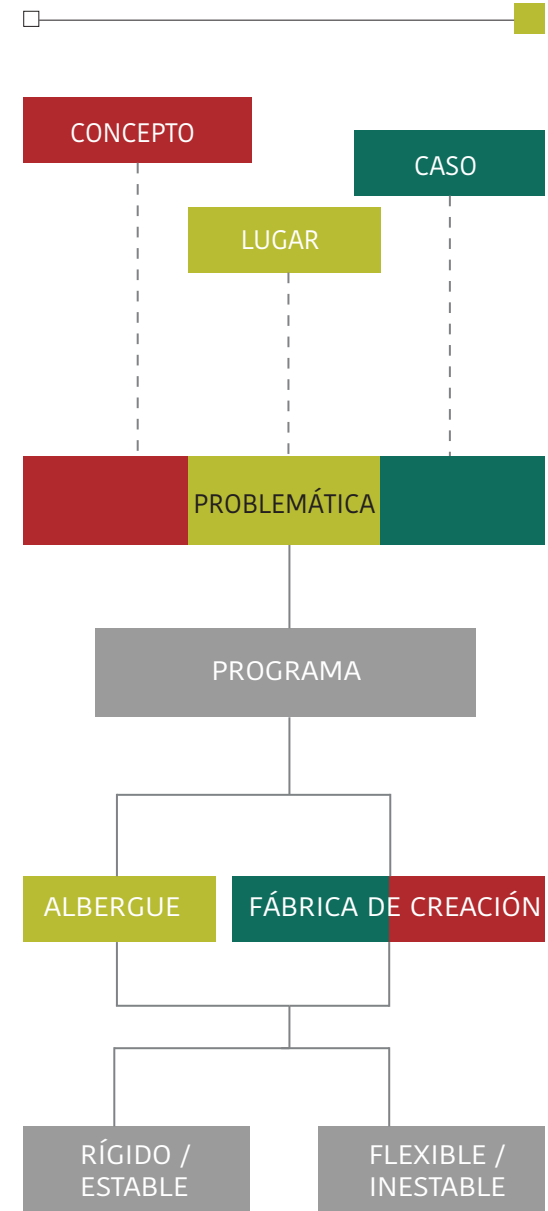 CONCEPTO
CASO
LUGAR
PROBLEMÁTICA
PROGRAMA
ALBERGUE
FÁBRICA DE CREACIÓN
RÍGIDO /
ESTABLE
FLEXIBLE /
INESTABLE